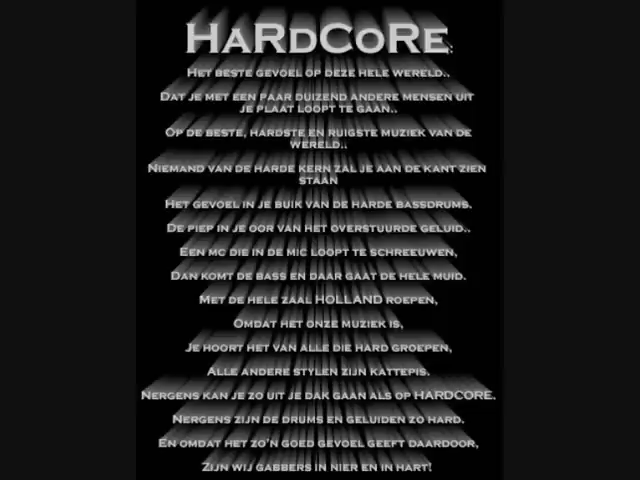 HARDCORE:
HET BESTE GEVOEL OP DEZE HELE WERELD..
DAT JE MET EEN PAAR DUIZEND ANDERE MENSEN UIT
JE PLAAT LOOPT TE GAAN..
OP DE BESTE, HARDSTE EN RUIGSTE MUZIEK VAN DE
WERELD..
NIEMAND VAN DE HARDE KERN ZAL JE AAN DE KANT ZIEN
STAAN
HET GEVOEL IN JE BUIK VAN DE HARDE BASSDRUMS.
DE PIEP IN JE OOR VAN HET OVERSTUURDE GELUID..
EEN MC DIE IN DE MIC LOOPT TE SCHREEUWEN,
DAN KOMT DE BASS EN DAAR GAAT DE HELE MUID.
MET DE HELE ZAAL HOLLAND ROEPEN,
OMDAT HET ONZE MUZIEK IS,
JE HOORT HET VAN ALLE DIE HARD GROEPEN,
ALLE ANDERE STYLEN ZIJN KATTEPIS.
NERGENS KAN JE ZO UIT JE DAK GAAN ALS OP HARDCORE.
NERGENS ZIJN DE DRUMS EN GELUIDEN ZO HARD.
EN OMDAT HET ZO'N GOED GEVOEL GEEFT DAARDOOR,
ZIJN WIJ GABBERS IN NIER EN IN HART!